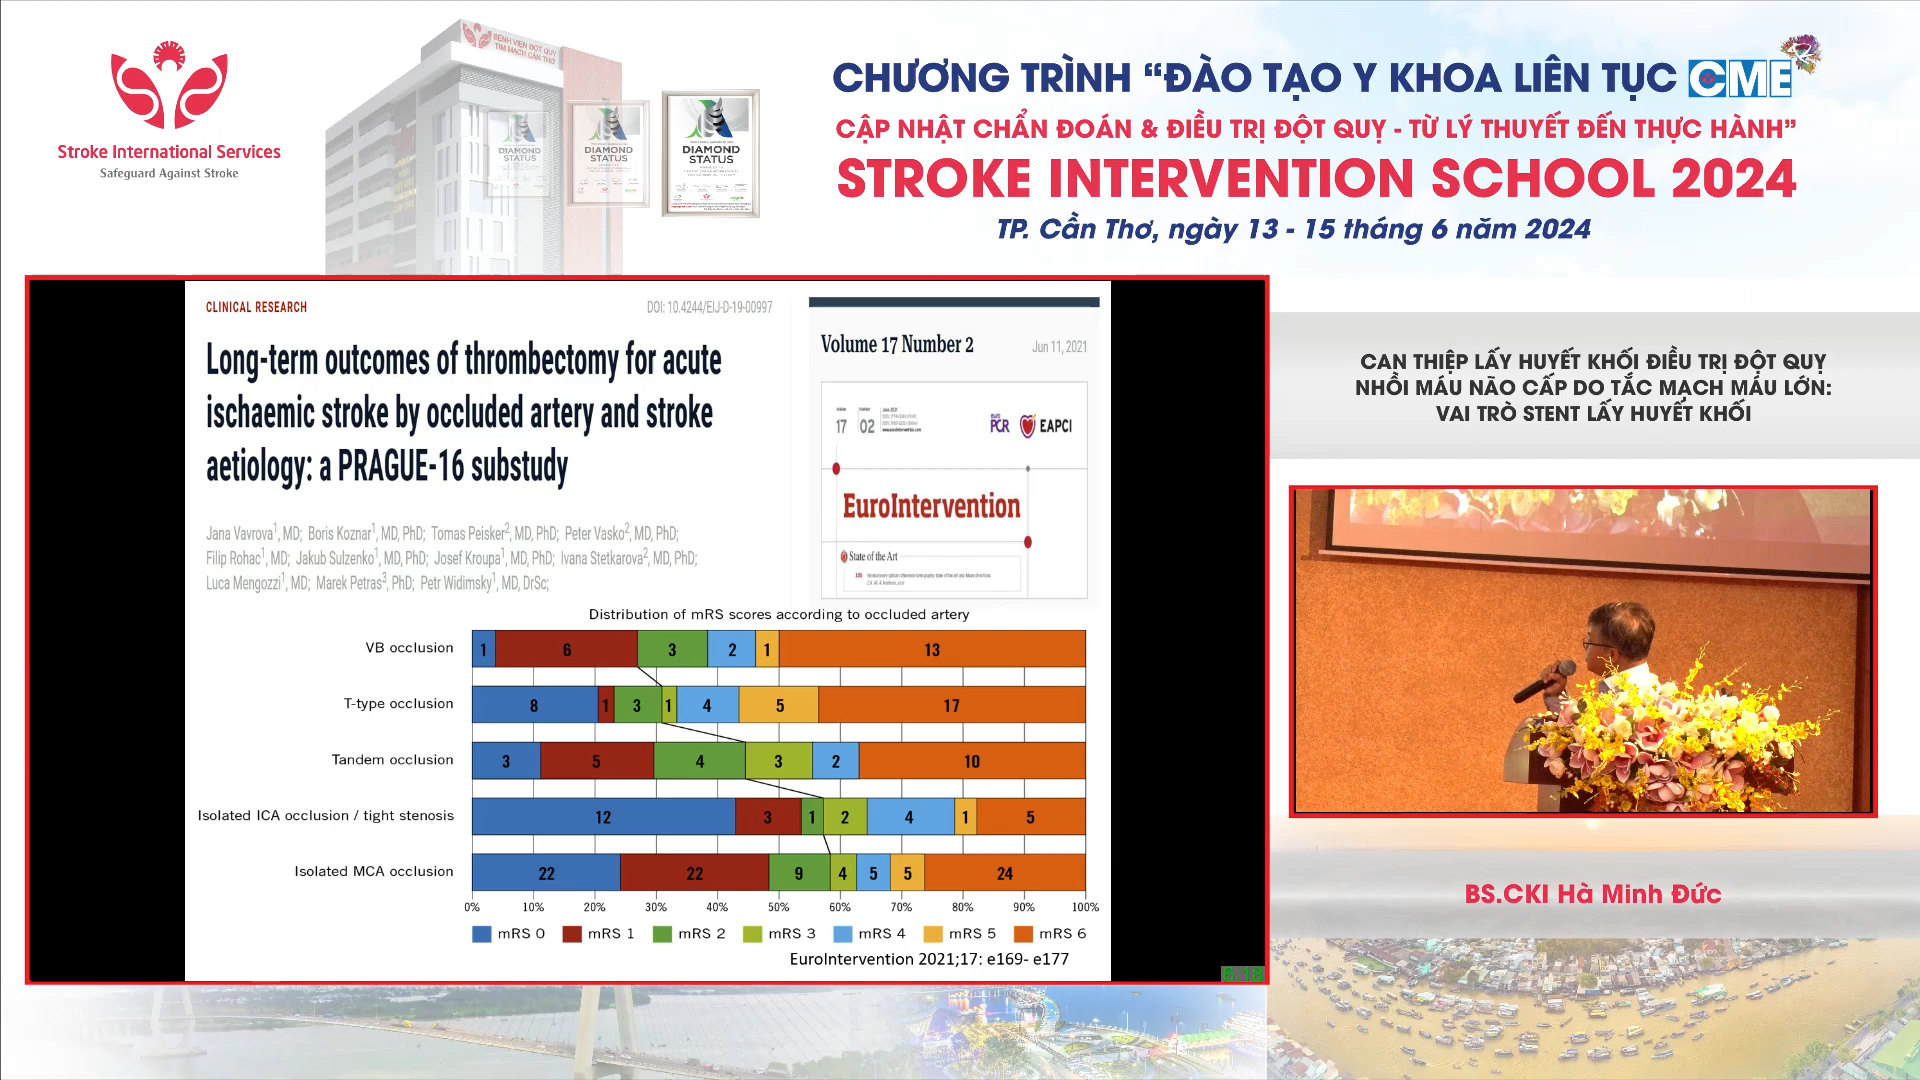 Stroke International Services
Safeguard Against Stroke
BỆNH VIỆN ĐỘT QUỴ
TIM MẠCH CẦN THƠ
DIAMOND
STATUS
DIAMOND
STATUS
DIAMOND
STATUS
CHƯƠNG TRÌNH “ĐÀO TẠO Y KHOA LIÊN TỤC CME
CẬP NHẬT CHẨN ĐOÁN & ĐIỀU TRỊ ĐỘT QUỴ - TỪ LÝ THUYẾT ĐẾN THỰC HÀNH”
STROKE INTERVENTION SCHOOL 2024
TP. Cần Thơ, ngày 13 - 15 tháng 6 năm 2024
CLINICAL RESEARCH
DOI: 10.4244/EIJ-D-19-00997
Long-term outcomes of thrombectomy for acute
ischaemic stroke by occluded artery and stroke
aetiology: a PRAGUE-16 substudy
Jana Vavrova1, MD; Boris Koznar1, MD, PhD; Tomas Peisker2, MD, PhD; Peter Vasko2, MD, PhD;
Filip Rohac1, MD; Jakub Sulzenko1, MD, PhD; Josef Kroupa1, MD, PhD; Ivana Stetkarova2, MD, PhD;
Luca Mengozzi1, MD; Marek Petras3, PhD; Petr Widimsky1, MD, DrSc;
Volume 17 Number 2
Jun 11, 2021
17 02
euro
PCR
EAPCI
EuroIntervention
State of the Art
Distribution of mRS scores according to occluded artery
VB occlusion 1 6 3 2 1 13
T-type occlusion 8 1 3 1 4 5 17
Tandem occlusion 3 5 4 3 2 10
Isolated ICA occlusion / tight stenosis 12 3 1 2 4 1 5
Isolated MCA occlusion 22 22 9 4 5 5 24
0% 10% 20% 30% 40% 50% 60% 70% 80% 90% 100%
mRS 0 mRS 1 mRS 2 mRS 3 mRS 4 mRS 5 mRS 6
EuroIntervention 2021;17: e169- e177
CAN THIỆP LẤY HUYẾT KHỐI ĐIỀU TRỊ ĐỘT QUỴ
NHỒI MÁU NÃO CẤP DO TẮC MẠCH MÁU LỚN:
VAI TRÒ STENT LẤY HUYẾT KHỐI
BS.CKI Hà Minh Đức